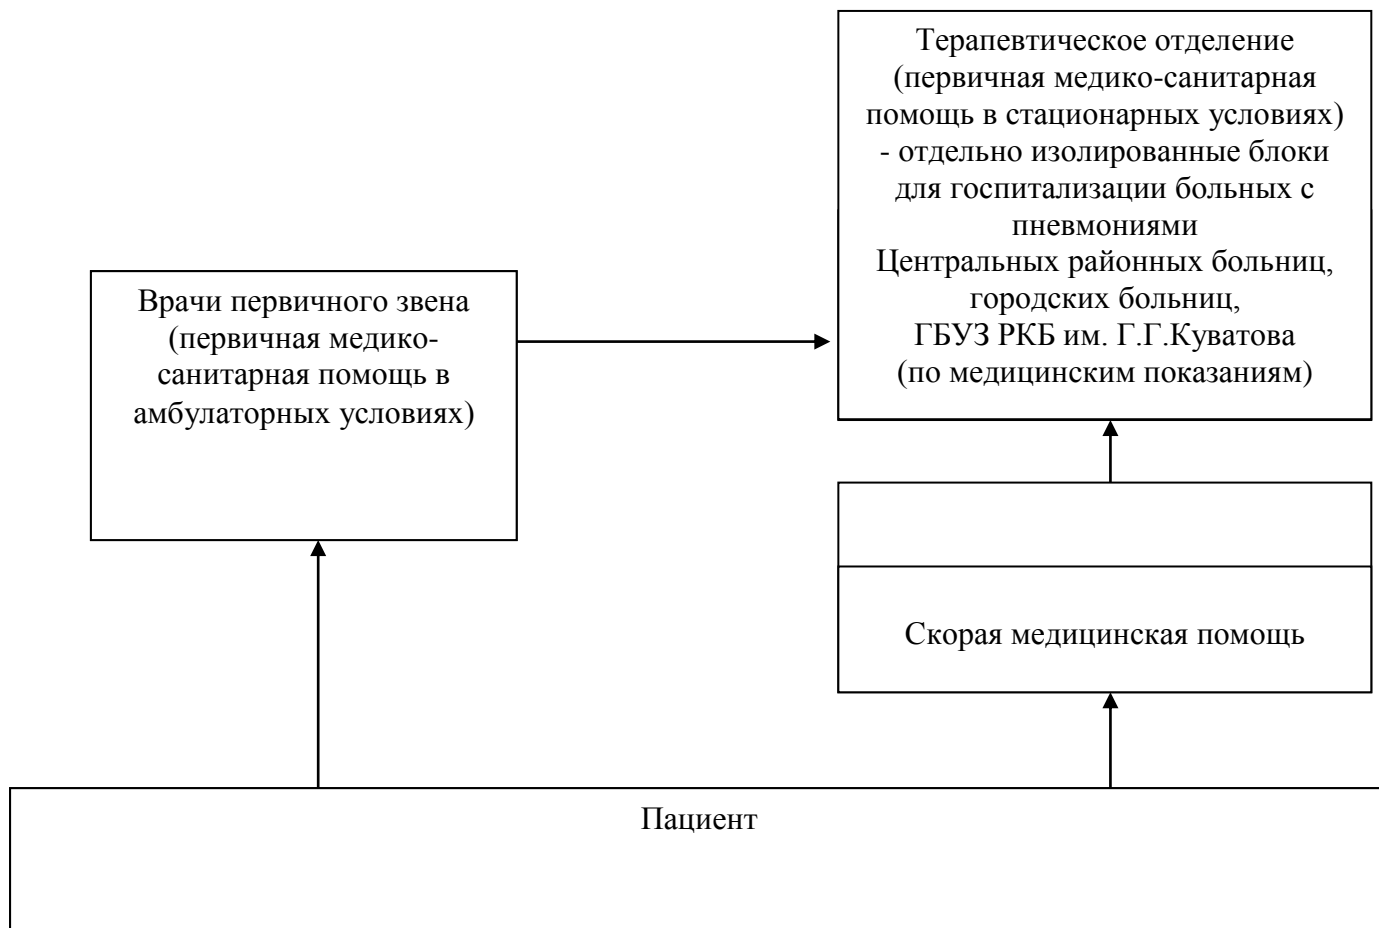 Терапевтическое отделение
(первичная медико-санитарная
помощь в стационарных условиях)
- отдельно изолированные блоки
для госпитализации больных с
пневмониями
Центральных районных больниц,
городских больниц,
ГБУЗ РКБ им. Г.Г.Куватова
(по медицинским показаниям)
Врачи первичного звена
(первичная медико-
санитарная помощь в
амбулаторных условиях)
Скорая медицинская помощь
Пациент